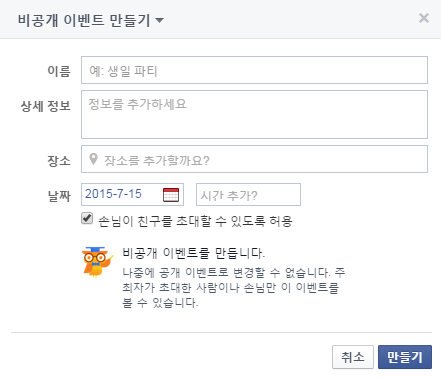 비공개 이벤트 만들기
이름 예: 생일 파티
상세 정보 정보를 추가하세요
장소 장소를 추가할까요?
날짜 2015-7-15 시간 추가?
손님이 친구를 초대할 수 있도록 허용
비공개 이벤트를 만듭니다.
나중에 공개 이벤트로 변경할 수 없습니다. 주
최자가 초대한 사람이나 손님만 이 이벤트를
볼 수 있습니다.
취소 만들기